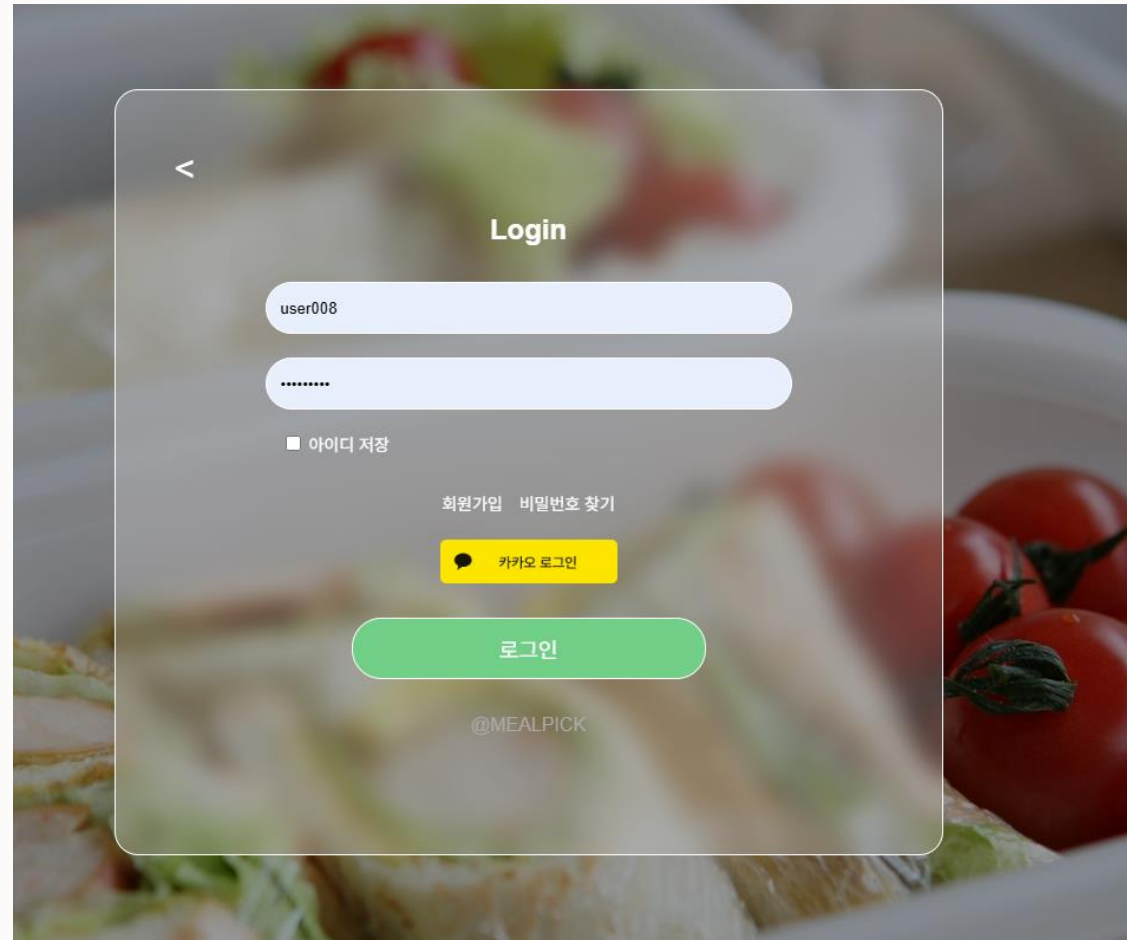 <
Login
user008
•••••••••
아이디 저장
회원가입 비밀번호 찾기
카카오 로그인
로그인
@MEALPICK